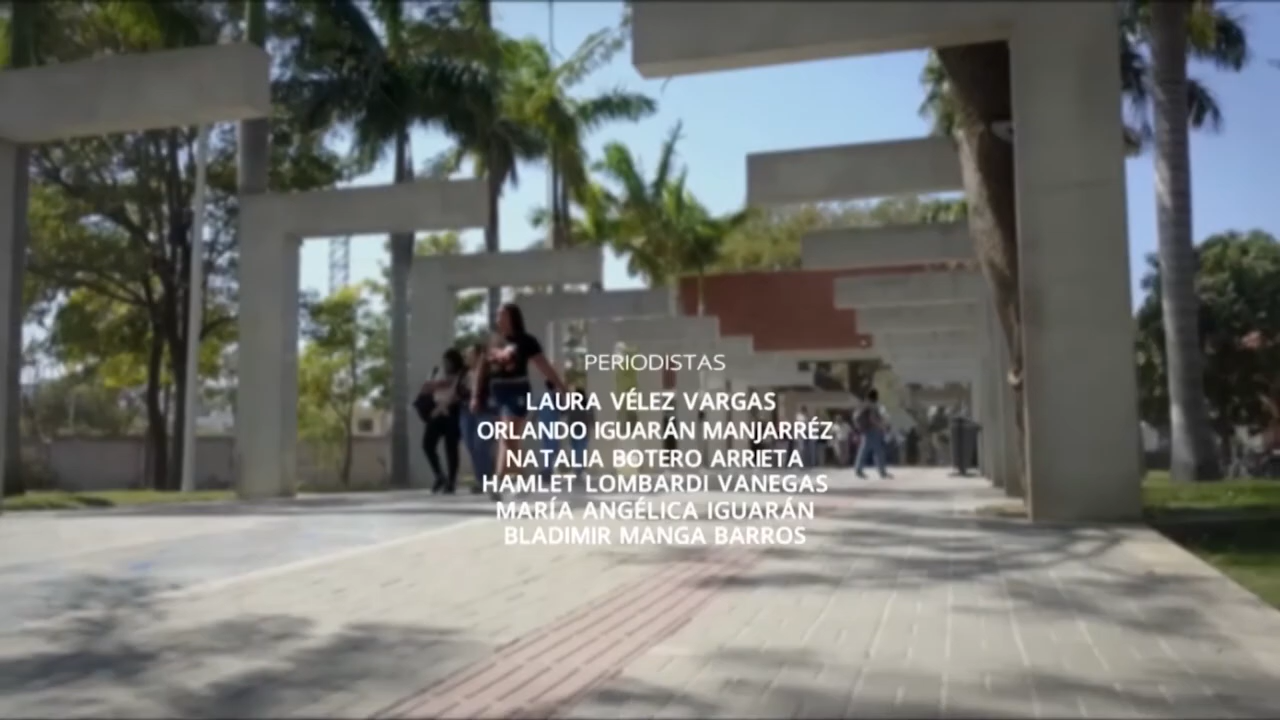 PERIODISTAS
LAURA VÉLEZ VARGAS
ORLANDO IGUARÁN MANJARRÉZ
NATALIA BOTERO ARRIETA
HAMLET LOMBARDI VANEGAS
MARÍA ANGÉLICA IGUARÁN
BLADIMIR MANGA BARROS